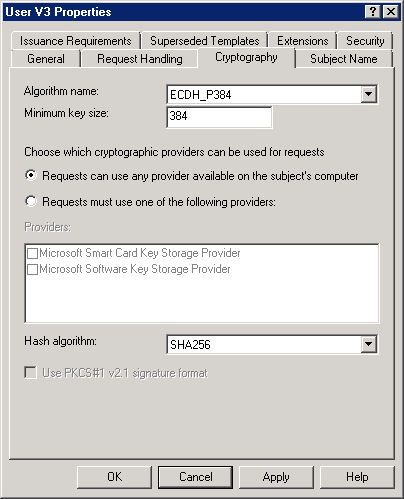 User V3 Properties
Issuance Requirements Superseded Templates Extensions Security
General Request Handling Cryptography Subject Name
Algorithm name: ECDH_P384
Minimum key size: 384
Choose which cryptographic providers can be used for requests
Requests can use any provider available on the subject's computer
Requests must use one of the following providers:
Providers:
Microsoft Smart Card Key Storage Provider
Microsoft Software Key Storage Provider
Hash algorithm: SHA256
Use PKCS#1 v2.1 signature format
OK Cancel Apply Help